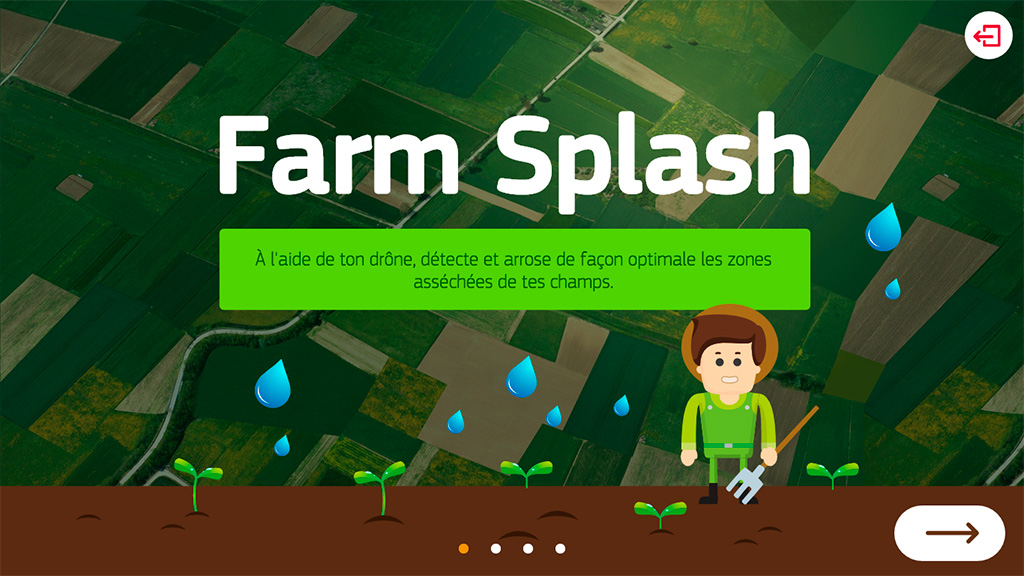 Farm Splash
À l'aide de ton drône, détecte et arrose de façon optimale les zones
asséchées de tes champs.